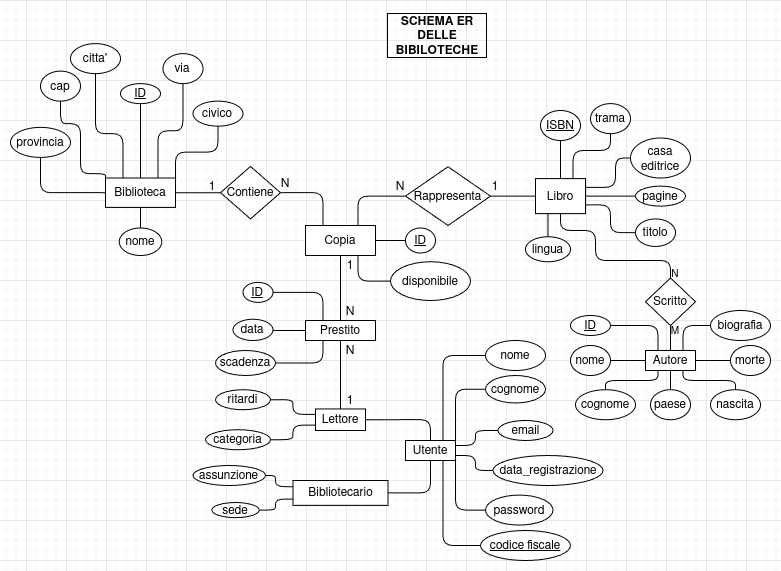 SCHEMA ER
DELLE
BIBILOTECHE
citta'
via
cap
ID
civico
provincia
Biblioteca
1
Contiene
N
nome
Copia
ID
disponibile
N
Rappresenta
1
Libro
ISBN
trama
casa
editrice
pagine
titolo
lingua
N
Scritto
M
ID
biografia
nome
Autore
morte
cognome
paese
nascita
1
N
ID
data
Prestito
scadenza
N
1
ritardi
Lettore
categoria
Utente
nome
cognome
email
data_registrazione
password
codice fiscale
assunzione
Bibliotecario
sede